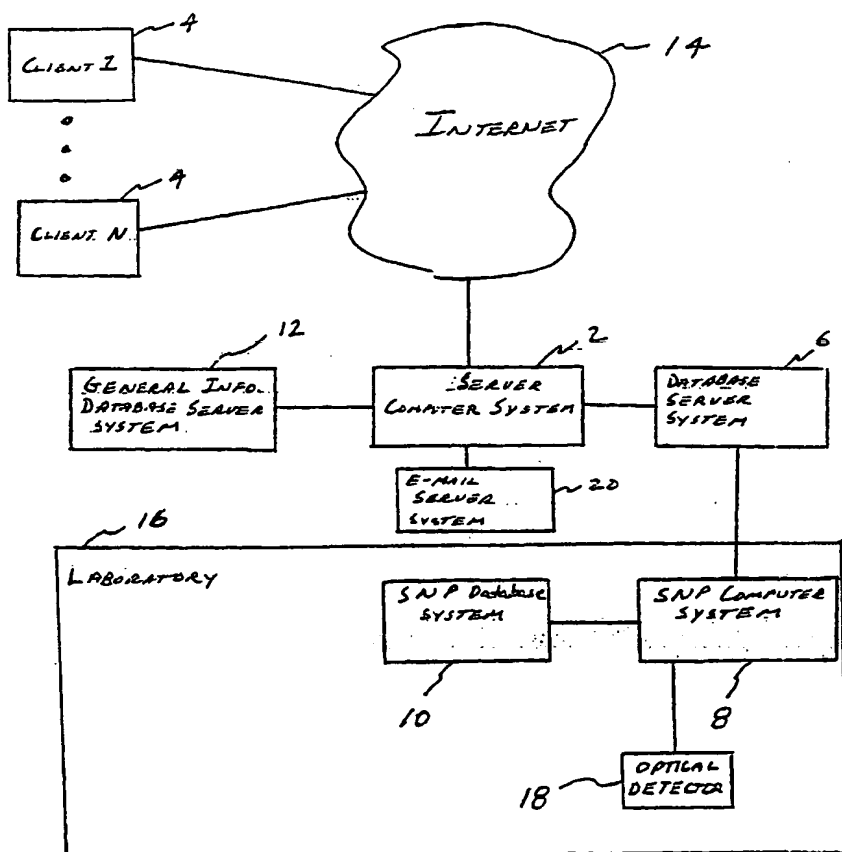 4
14
CLIENT 1
INTERNET
4
CLIENT N
12
2
6
GENERAL INFO.
DATABASE SERVER
SYSTEM
SERVER
COMPUTER SYSTEM
DATABASE
SERVER
SYSTEM
E-MAIL
SERVER
SYSTEM
20
16
LABORATORY
SNP Database
SYSTEM
SNP COMPUTER
SYSTEM
10
8
OPTICAL
DETECTOR
18